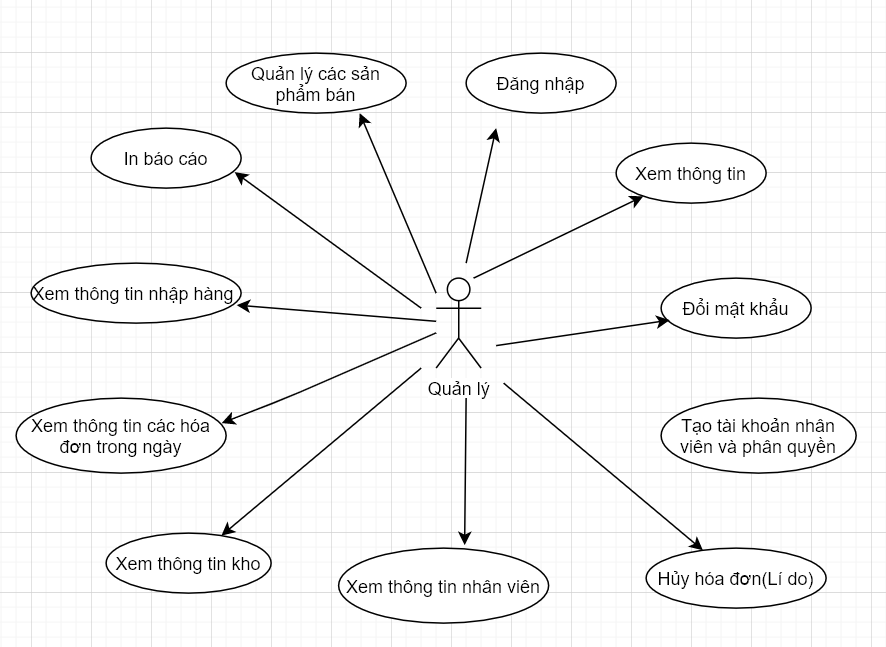 Quản lý các sản
phẩm bán
Đăng nhập
In báo cáo
Xem thông tin
Xem thông tin nhập hàng
Đổi mật khẩu
Quản lý
Xem thông tin các hóa
đơn trong ngày
Tạo tài khoản nhân
viên và phân quyền
Xem thông tin kho
Xem thông tin nhân viên
Hủy hóa đơn(Lí do)